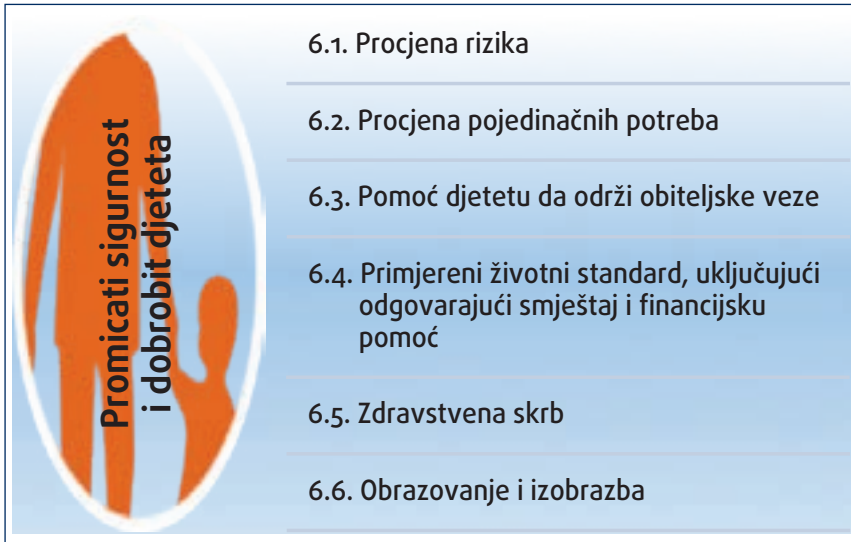 Promicati sigurnost
i dobrobit djeteta
6.1. Procjena rizika
6.2. Procjena pojedinačnih potreba
6.3. Pomoć djetetu da održi obiteljske veze
6.4. Primjereni životni standard, uključujući
odgovarajući smještaj i financijsku
pomoć
6.5. Zdravstvena skrb
6.6. Obrazovanje i izobrazba